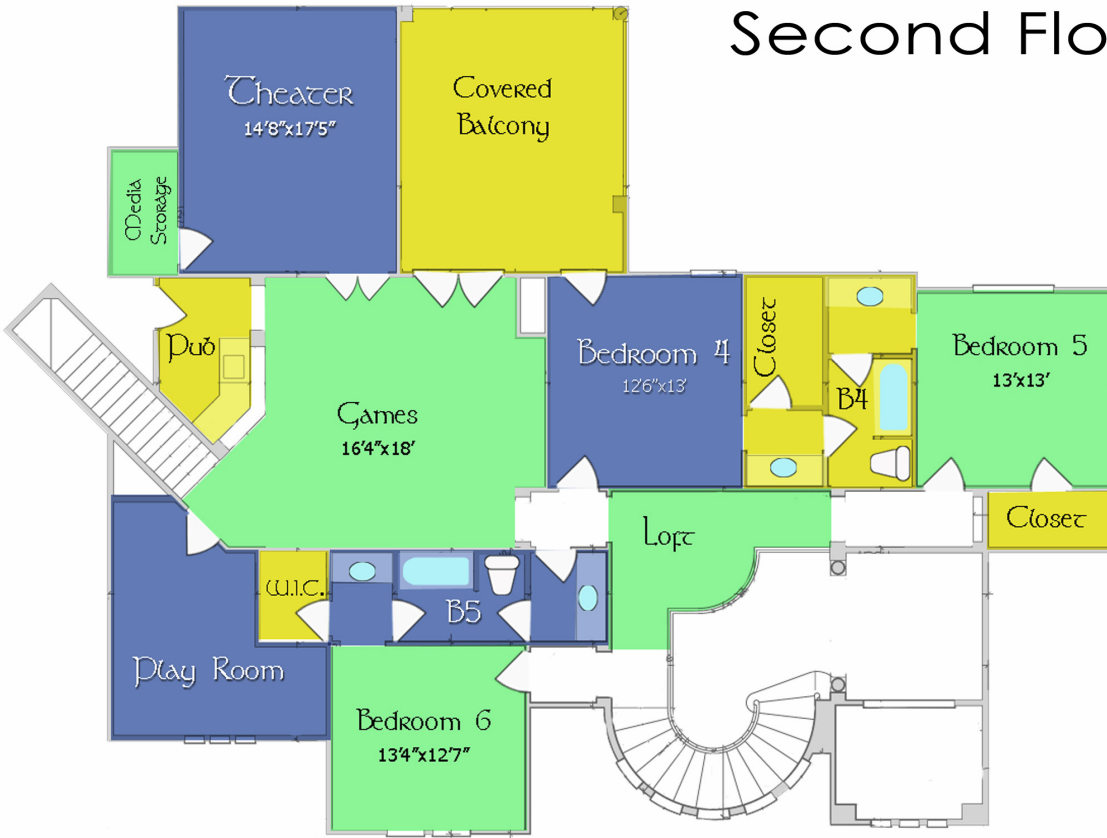 Second Flo
Theater
14'8"x17'5"
Covered
Balcony
Media
Storage
Pub
Games
16'4"x18'
Bedroom 4
12'6"x13'
Closet
B4
Bedroom 5
13'x13'
Closet
Loft
W.I.C.
B5
Play Room
Bedroom 6
13'4"x12'7"